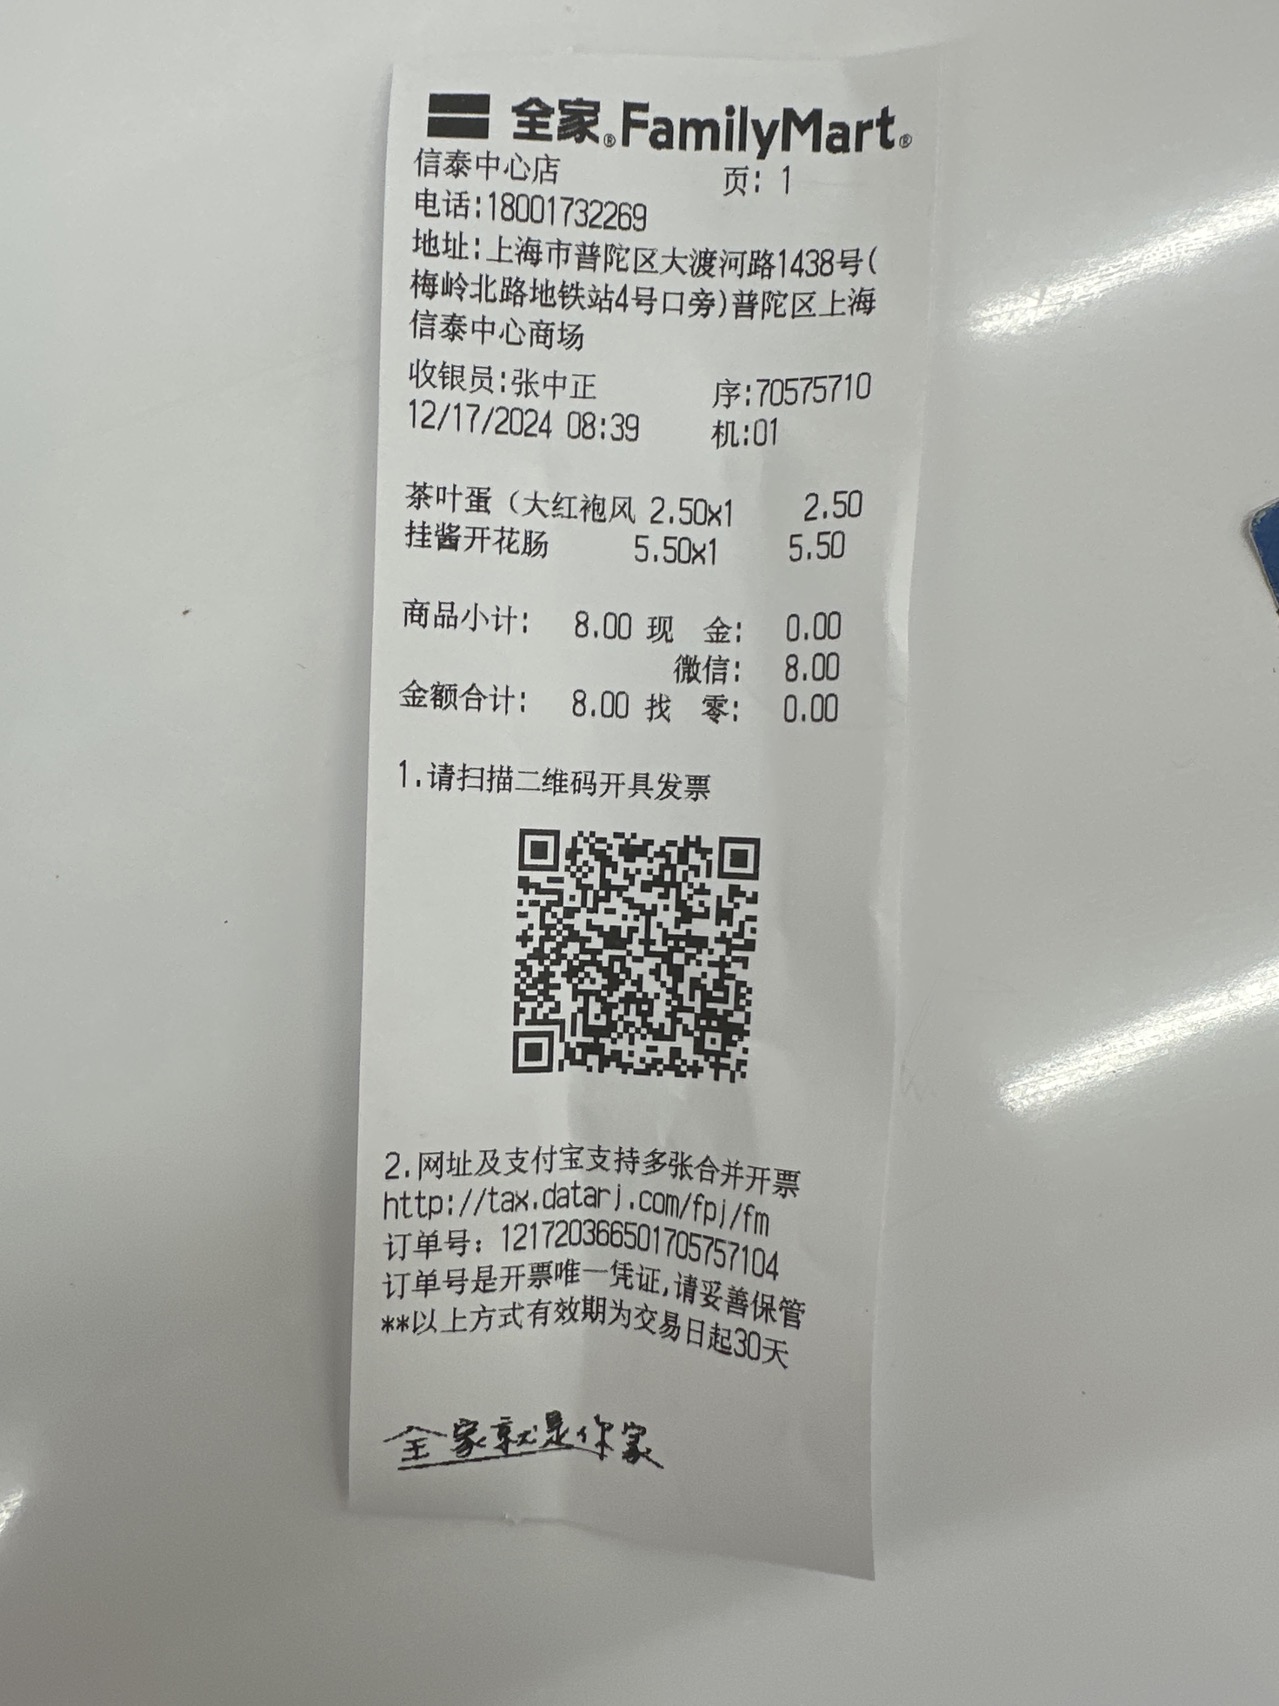 全家®FamilyMart®
信泰中心店 页: 1
电话:18001732269
地址:上海市普陀区大渡河路1438号(
梅岭北路地铁站4号口旁)普陀区上海
信泰中心商场
收银员:张中正 序:70575710
12/17/2024 08:39 机:01
茶叶蛋（大红袍风 2.50x1 2.50
挂酱开花肠 5.50x1 5.50
商品小计: 8.00 现 金: 0.00
微信: 8.00
金额合计: 8.00 找 零: 0.00
1.请扫描二维码开具发票
2.网址及支付宝支持多张合并开票
http://tax.datarj.com/fpj/fm
订单号: 121720366501705757104
订单号是开票唯一凭证,请妥善保管
**以上方式有效期为交易日起30天
全家就是你家